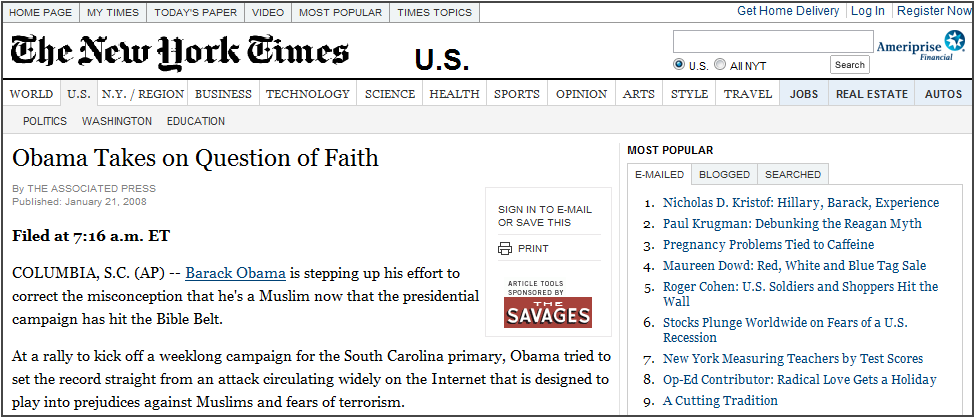 HOME PAGE MY TIMES TODAY'S PAPER VIDEO MOST POPULAR TIMES TOPICS
Get Home Delivery Log In Register Now
The New York Times
U.S.
Ameriprise
Financial
U.S. All NYT Search
WORLD U.S. N.Y. / REGION BUSINESS TECHNOLOGY SCIENCE HEALTH SPORTS OPINION ARTS STYLE TRAVEL JOBS REAL ESTATE AUTOS
POLITICS WASHINGTON EDUCATION
Obama Takes on Question of Faith
By THE ASSOCIATED PRESS
Published: January 21, 2008
Filed at 7:16 a.m. ET
COLUMBIA, S.C. (AP) -- Barack Obama is stepping up his effort to
correct the misconception that he's a Muslim now that the presidential
campaign has hit the Bible Belt.
At a rally to kick off a weeklong campaign for the South Carolina primary, Obama tried to
set the record straight from an attack circulating widely on the Internet that is designed to
play into prejudices against Muslims and fears of terrorism.
SIGN IN TO E-MAIL
OR SAVE THIS
PRINT
ARTICLE TOOLS
SPONSORED BY
THE
SAVAGES
MOST POPULAR
E-MAILED BLOGGED SEARCHED
1. Nicholas D. Kristof: Hillary, Barack, Experience
2. Paul Krugman: Debunking the Reagan Myth
3. Pregnancy Problems Tied to Caffeine
4. Maureen Dowd: Red, White and Blue Tag Sale
5. Roger Cohen: U.S. Soldiers and Shoppers Hit the
Wall
6. Stocks Plunge Worldwide on Fears of a U.S.
Recession
7. New York Measuring Teachers by Test Scores
8. Op-Ed Contributor: Radical Love Gets a Holiday
9. A Cutting Tradition